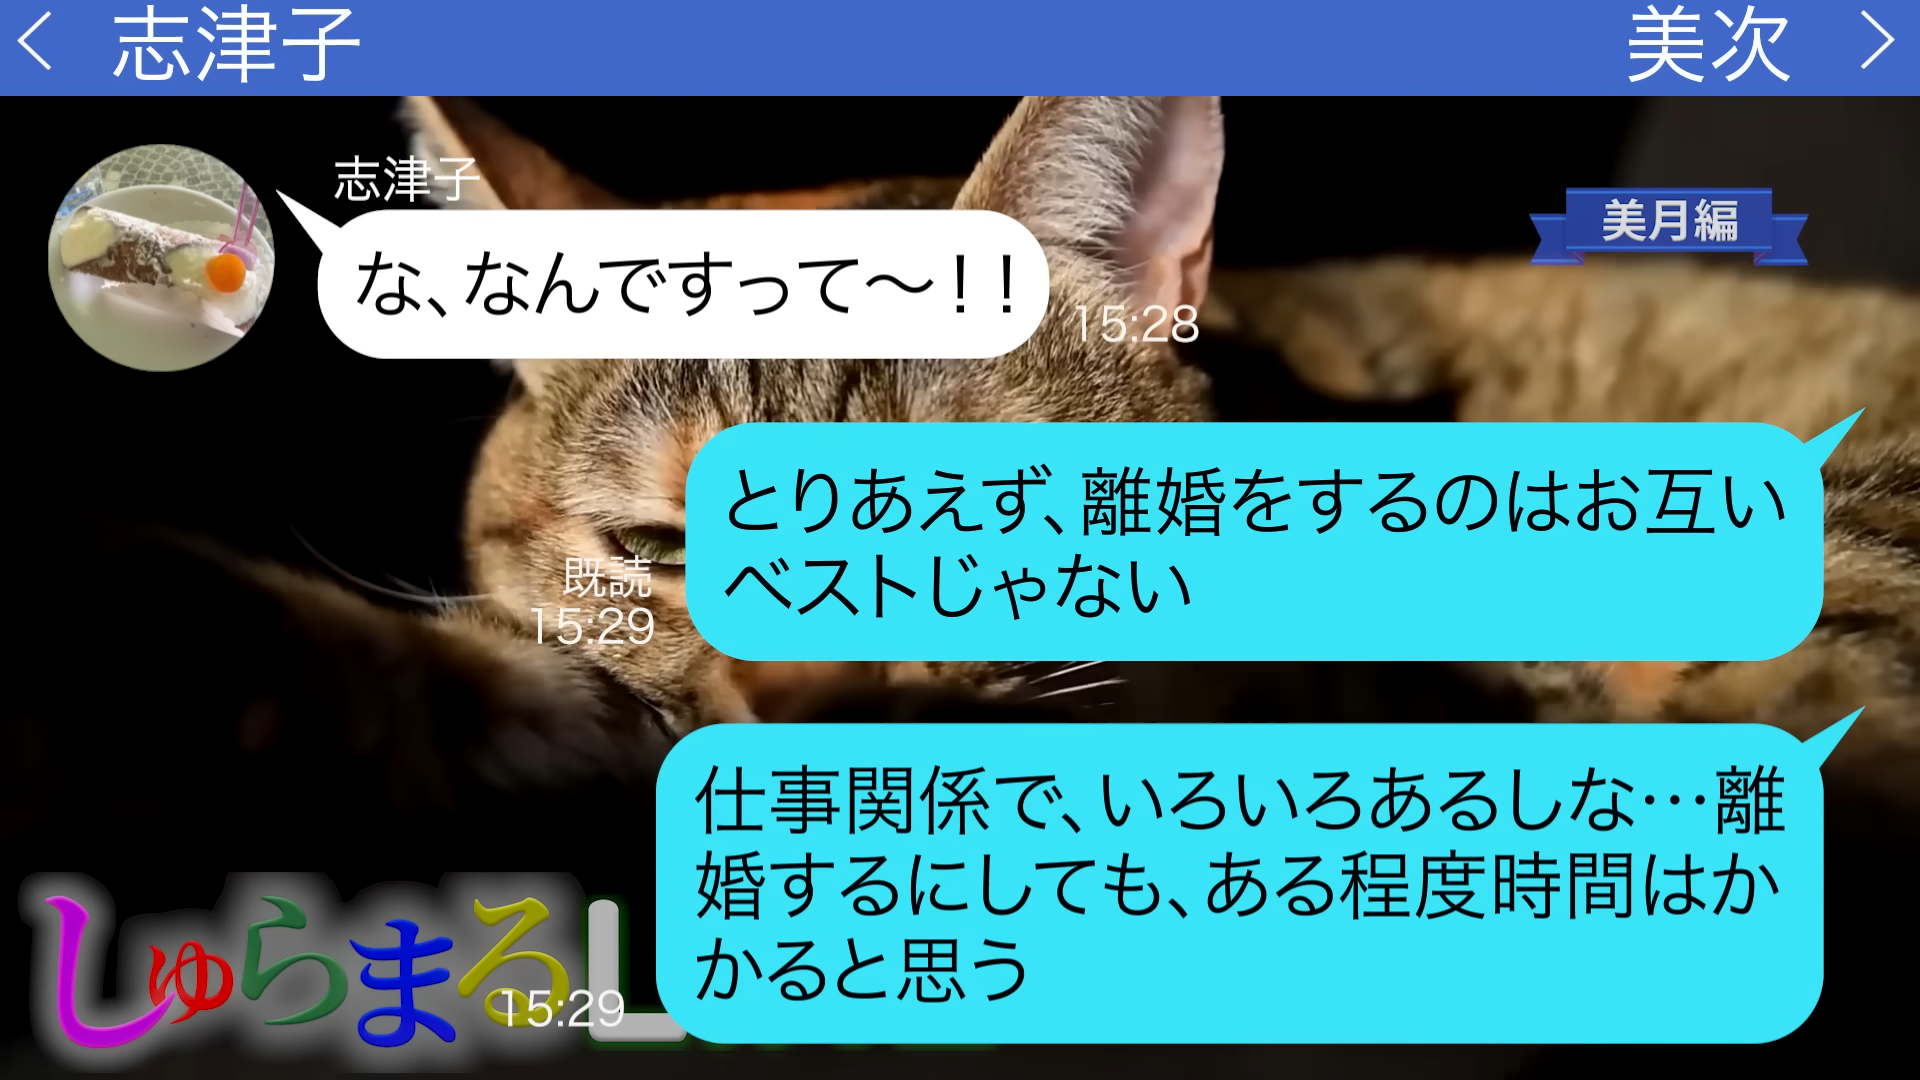 志津子
美次
志津子
な、なんですって～！！
15:28
美月編
とりあえず、離婚をするのはお互い
ベストじゃない
既読
15:29
仕事関係で、いろいろあるしな…離
婚するにしても、ある程度時間はか
かると思う
15:29
しゅらまるL